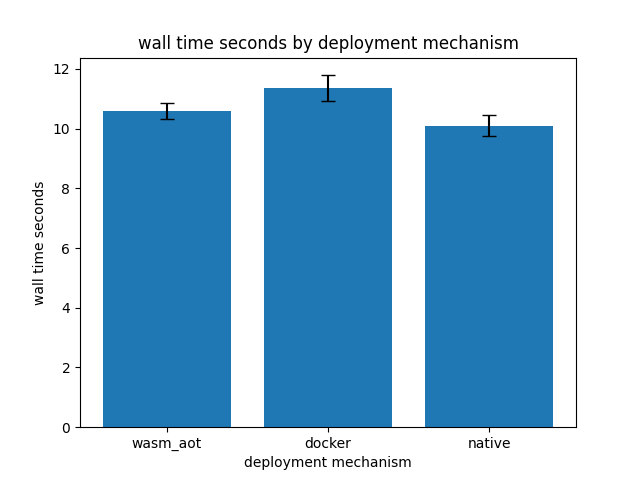 wall time seconds by deployment mechanism
12
10
8
6
4
2
0
wall time seconds
wasm_aot
docker
native
deployment mechanism